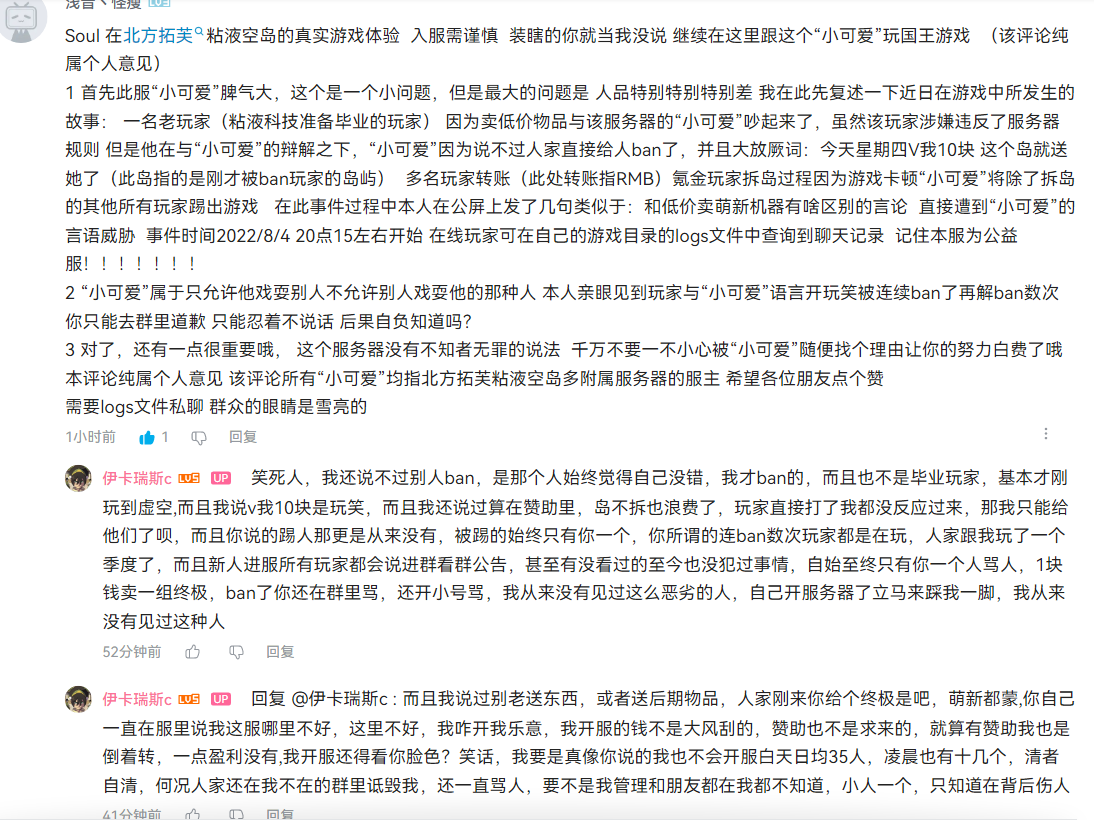 浅音丶怪瘦 LV5
Soul 在北方拓芙粘液空岛的真实游戏体验 入服需谨慎 装瞎的你就当我没说 继续在这里跟这个“小可爱”玩国王游戏 （该评论纯
属个人意见）
1 首先此服“小可爱”脾气大，这个是一个小问题，但是最大的问题是 人品特别特别特别差 我在此先复述一下近日在游戏中所发生的
故事： 一名老玩家（粘液科技准备毕业的玩家） 因为卖低价物品与该服务器的“小可爱”吵起来了，虽然该玩家涉嫌违反了服务器
规则 但是他在与“小可爱”的辩解之下，“小可爱”因为说不过人家直接给人ban了，并且大放厥词：今天星期四V我10块 这个岛就送
她了（此岛指的是刚才被ban玩家的岛屿） 多名玩家转账（此处转账指RMB）氪金玩家拆岛过程因为游戏卡顿“小可爱”将除了拆岛
的其他所有玩家踢出游戏 在此事件过程中本人在公屏上发了几句类似于：和低价卖萌新机器有啥区别的言论 直接遭到“小可爱”的
言语威胁 事件时间2022/8/4 20点15左右开始 在线玩家可在自己的游戏目录的logs文件中查询到聊天记录 记住本服为公益
服！！！！！！！
2 “小可爱”属于只允许他戏耍别人不允许别人戏耍他的那种人 本人亲眼见到玩家与“小可爱”语言开玩笑被连续ban了再解ban数次
你只能去群里道歉 只能忍着不说话 后果自负知道吗？
3 对了，还有一点很重要哦， 这个服务器没有不知者无罪的说法 千万不要一不小心被“小可爱”随便找个理由让你的努力白费了哦
本评论纯属个人意见 该评论所有“小可爱”均指北方拓芙粘液空岛多附属服务器的服主 希望各位朋友点个赞
需要logs文件私聊 群众的眼睛是雪亮的
1小时前 1 回复
伊卡瑞斯c LV5 UP 笑死人，我还说不过别人ban，是那个人始终觉得自己没错，我才ban的，而且也不是毕业玩家，基本才刚
玩到虚空,而且我说v我10块是玩笑，而且我还说过算在赞助里，岛不拆也浪费了，玩家直接打了我都没反应过来，那我只能给
他们了呗，而且你说的踢人那更是从来没有，被踢的始终只有你一个，你所谓的连ban数次玩家都是在玩，人家跟我玩了一个
季度了，而且新人进服所有玩家都会说进群看群公告，甚至有没看过的至今也没犯过事情，自始至终只有你一个人骂人，1块
钱卖一组终极，ban了你还在群里骂，还开小号骂，我从来没有见过这么恶劣的人，自己开服务器了立马来踩我一脚，我从来
没有见过这种人
52分钟前 回复
伊卡瑞斯c LV5 UP 回复 @伊卡瑞斯c : 而且我说过别老送东西，或者送后期物品，人家刚来你给个终极是吧，萌新都蒙,你自己
一直在服里说我这服哪里不好，这里不好，我咋开我乐意，我开服的钱不是大风刮的，赞助也不是求来的，就算有赞助我也是
倒着转，一点盈利没有,我开服还得看你脸色？笑话，我要是真像你说的我也不会开服白天日均35人，凌晨也有十几个，清者
自清，何况人家还在我不在的群里诋毁我，还一直骂人，要不是我管理和朋友都在我都不知道，小人一个，只知道在背后伤人
41分钟前 回复